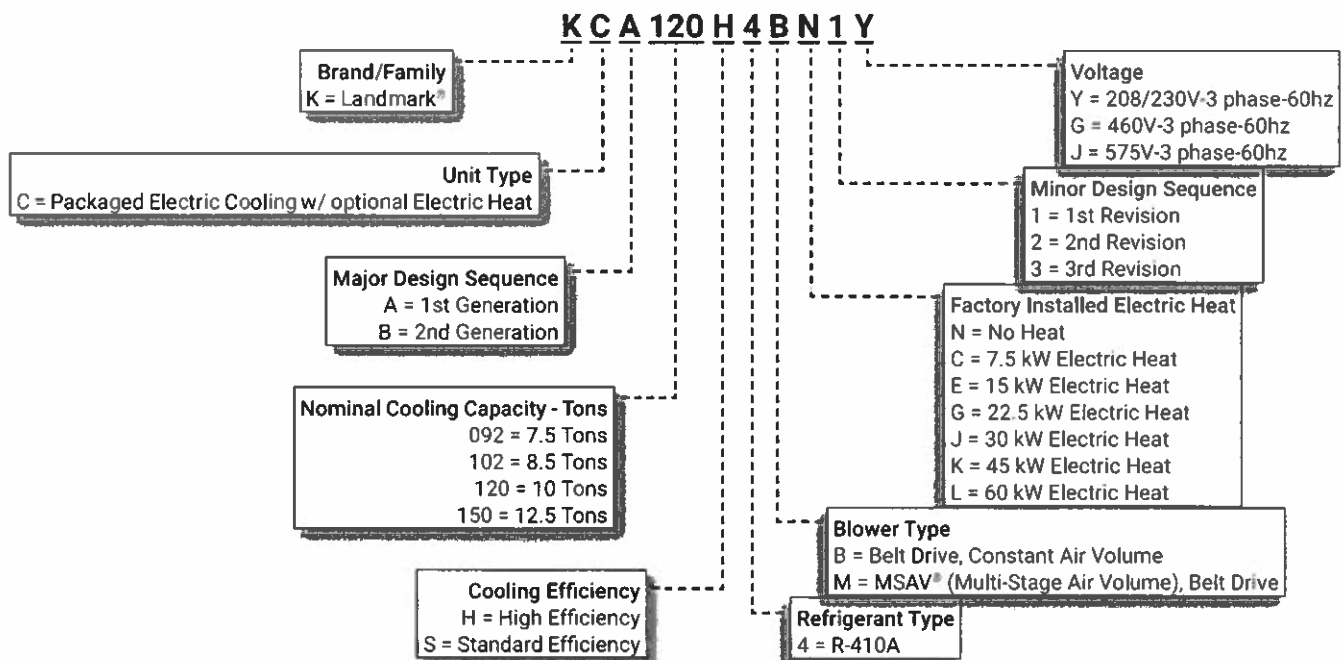 K C A 120 H 4 B N 1 Y
Brand/Family
K = Landmark®
Unit Type
C = Packaged Electric Cooling w/ optional Electric Heat
Major Design Sequence
A = 1st Generation
B = 2nd Generation
Nominal Cooling Capacity - Tons
092 = 7.5 Tons
102 = 8.5 Tons
120 = 10 Tons
150 = 12.5 Tons
Cooling Efficiency
H = High Efficiency
S = Standard Efficiency
Voltage
Y = 208/230V-3 phase-60hz
G = 460V-3 phase-60hz
J = 575V-3 phase-60hz
Minor Design Sequence
1 = 1st Revision
2 = 2nd Revision
3 = 3rd Revision
Factory Installed Electric Heat
N = No Heat
C = 7.5 kW Electric Heat
E = 15 kW Electric Heat
G = 22.5 kW Electric Heat
J = 30 kW Electric Heat
K = 45 kW Electric Heat
L = 60 kW Electric Heat
Blower Type
B = Belt Drive, Constant Air Volume
M = MSAV® (Multi-Stage Air Volume), Belt Drive
Refrigerant Type
4 = R-410A